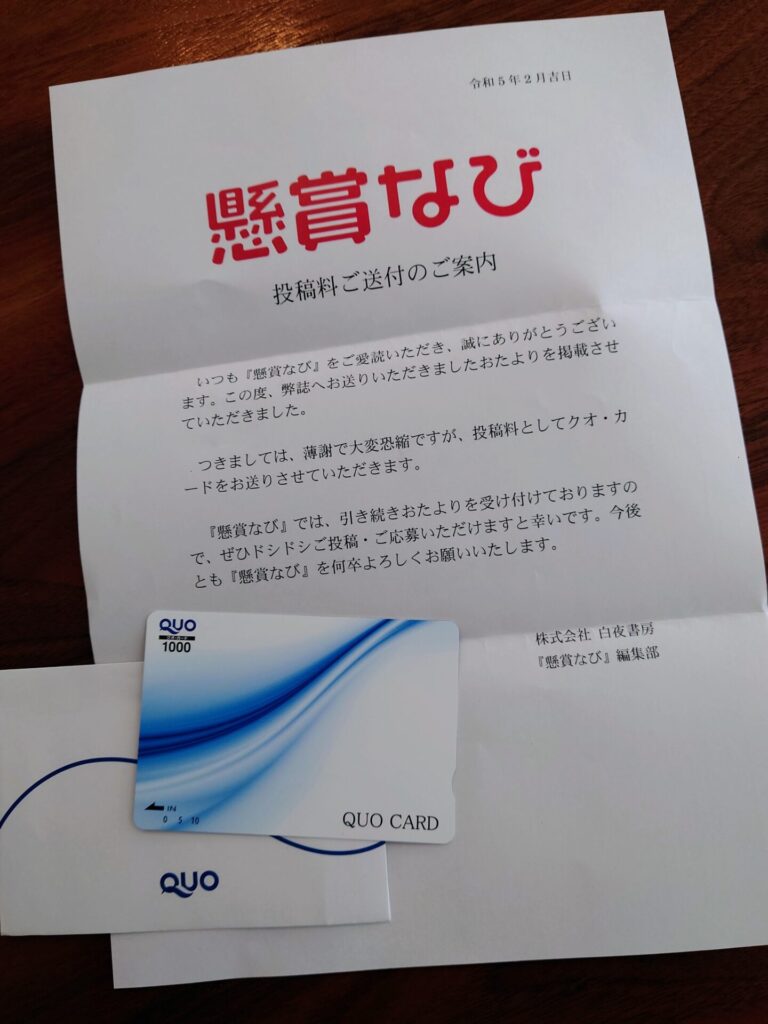 令和5年2月吉日
懸賞なび
投稿料ご送付のご案内
いつも『懸賞なび』をご愛読いただき、誠にありがとうござい
ます。この度、弊誌へお送りいただきましたおたよりを掲載させ
ていただきました。
つきましては、薄謝で大変恐縮ですが、投稿料としてクオ・カ
ードをお送りさせていただきます。
『懸賞なび』では、引き続きおたよりを受け付けておりますの
で、ぜひドシドシご投稿・ご応募いただけますと幸いです。今後
とも『懸賞なび』を何卒よろしくお願いいたします。
株式会社 白夜書房
『懸賞なび』編集部
QUO
クオ・カード
1000
0 5 10
QUO CARD
QUO